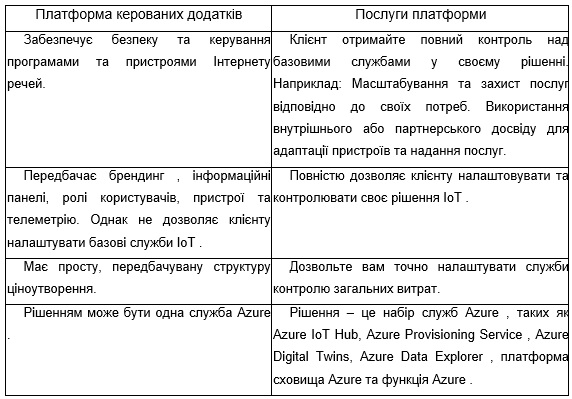 Платформа керованих додатків
Послуги платформи
Забезпечує безпеку та керування
програмами та пристроями Інтернету
речей.
Клієнт отримайте повний контроль над
базовими службами у своєму рішенні.
Наприклад: Масштабування та захист послуг
відповідно до своїх потреб. Використання
внутрішнього або партнерського досвіду для
адаптації пристроїв та надання послуг.
Передбачає брендинг , інформаційні
панелі, ролі користувачів, пристрої та
телеметрію. Однак не дозволяє клієнту
налаштувати базові служби IoT .
Повністю дозволяє клієнту налаштовувати та
контролювати своє рішення IoT .
Має просту, передбачувану структуру
ціноутворення.
Дозвольте вам точно налаштувати служби
контролю загальних витрат.
Рішенням може бути одна служба Azure
.
Рішення – це набір служб Azure , таких як
Azure IoT Hub, Azure Provisioning Service , Azure
Digital Twins, Azure Data Explorer , платформа
сховища Azure та функція Azure .